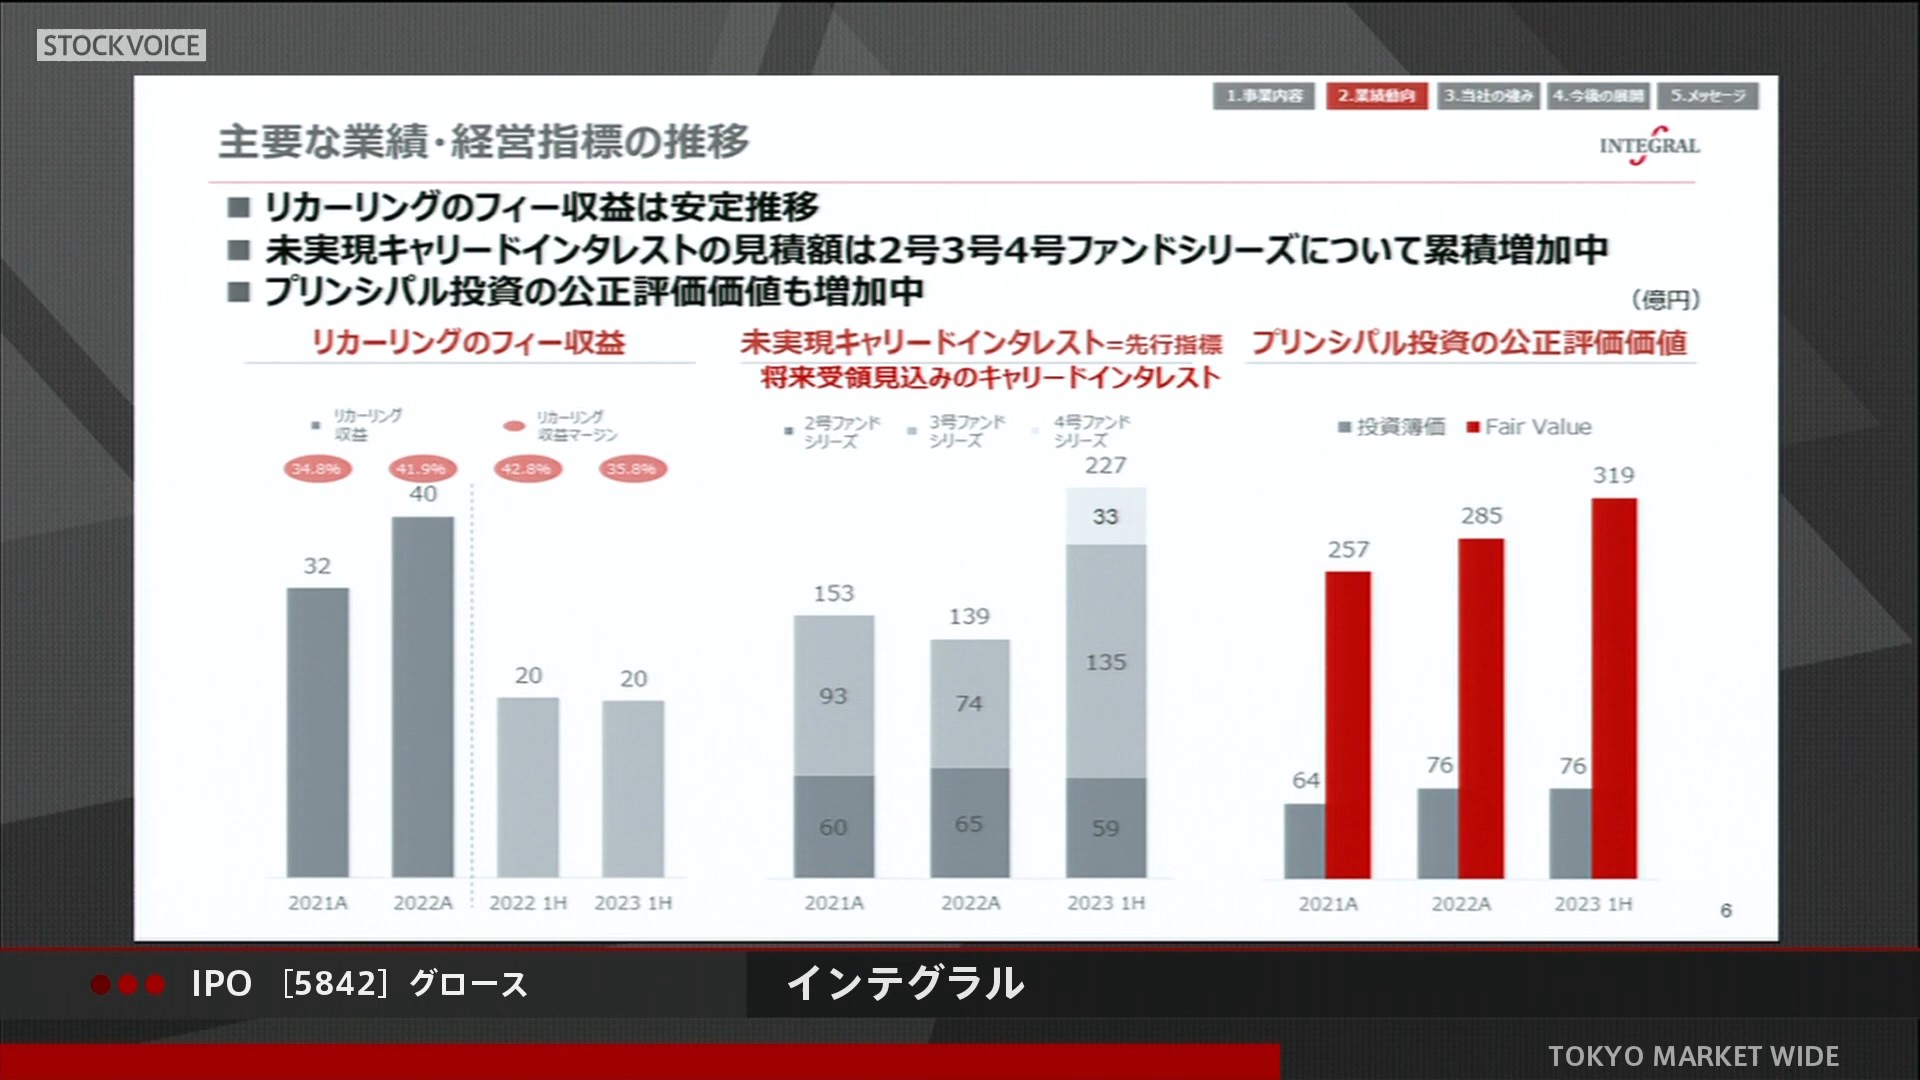 STOCKVOICE
1.事業内容 2.業績動向 3.当社の強み 4.今後の展開 5.メッセージ
主要な業績・経営指標の推移
INTEGRAL
■ リカーリングのフィー収益は安定推移
■ 未実現キャリードインタレストの見積額は2号3号4号ファンドシリーズについて累積増加中
■ プリンシパル投資の公正評価価値も増加中
（億円）
リカーリングのフィー収益
リカーリング
収益
リカーリング
収益マージン
34.8% 41.9% 42.8% 35.8%
32 40 20 20
2021A 2022A 2022 1H 2023 1H
未実現キャリードインタレスト=先行指標
将来受領見込みのキャリードインタレスト
2号ファンド
シリーズ
3号ファンド
シリーズ
4号ファンド
シリーズ
153 139 227
33
93 74 135
60 65 59
2021A 2022A 2023 1H
プリンシパル投資の公正評価価値
投資簿価 Fair Value
257 285 319
64 76 76
2021A 2022A 2023 1H
6
IPO ［5842］グロース
インテグラル
TOKYO MARKET WIDE